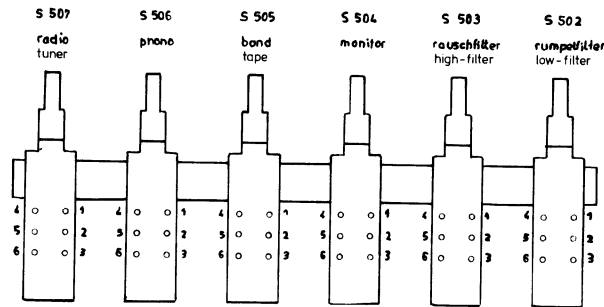 S 507 S 506 S 505 S 504 S 503 S 502
radio phono band monitor rauschfilter rumpelfilter
tuner tape high-filter low-filter
4 1 4 1 4 1 4 1 4 1 4 1
5 2 5 2 5 2 5 2 5 2 5 2
6 3 6 3 6 3 6 3 6 3 6 3